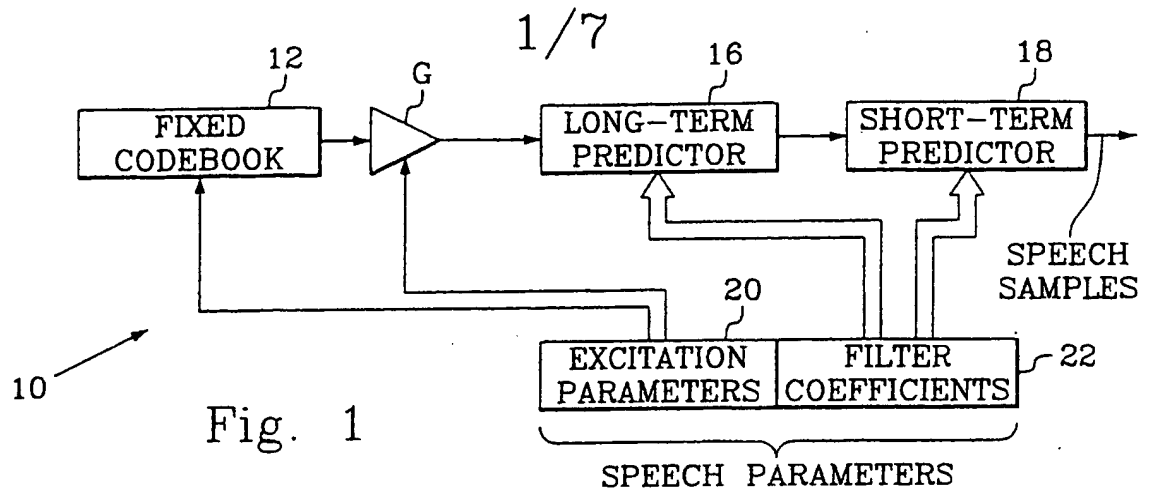 1/7
12
G
16
18
FIXED
CODEBOOK
LONG-TERM
PREDICTOR
SHORT-TERM
PREDICTOR
SPEECH
SAMPLES
20
EXCITATION
PARAMETERS
FILTER
COEFFICIENTS
22
10
Fig. 1
SPEECH PARAMETERS